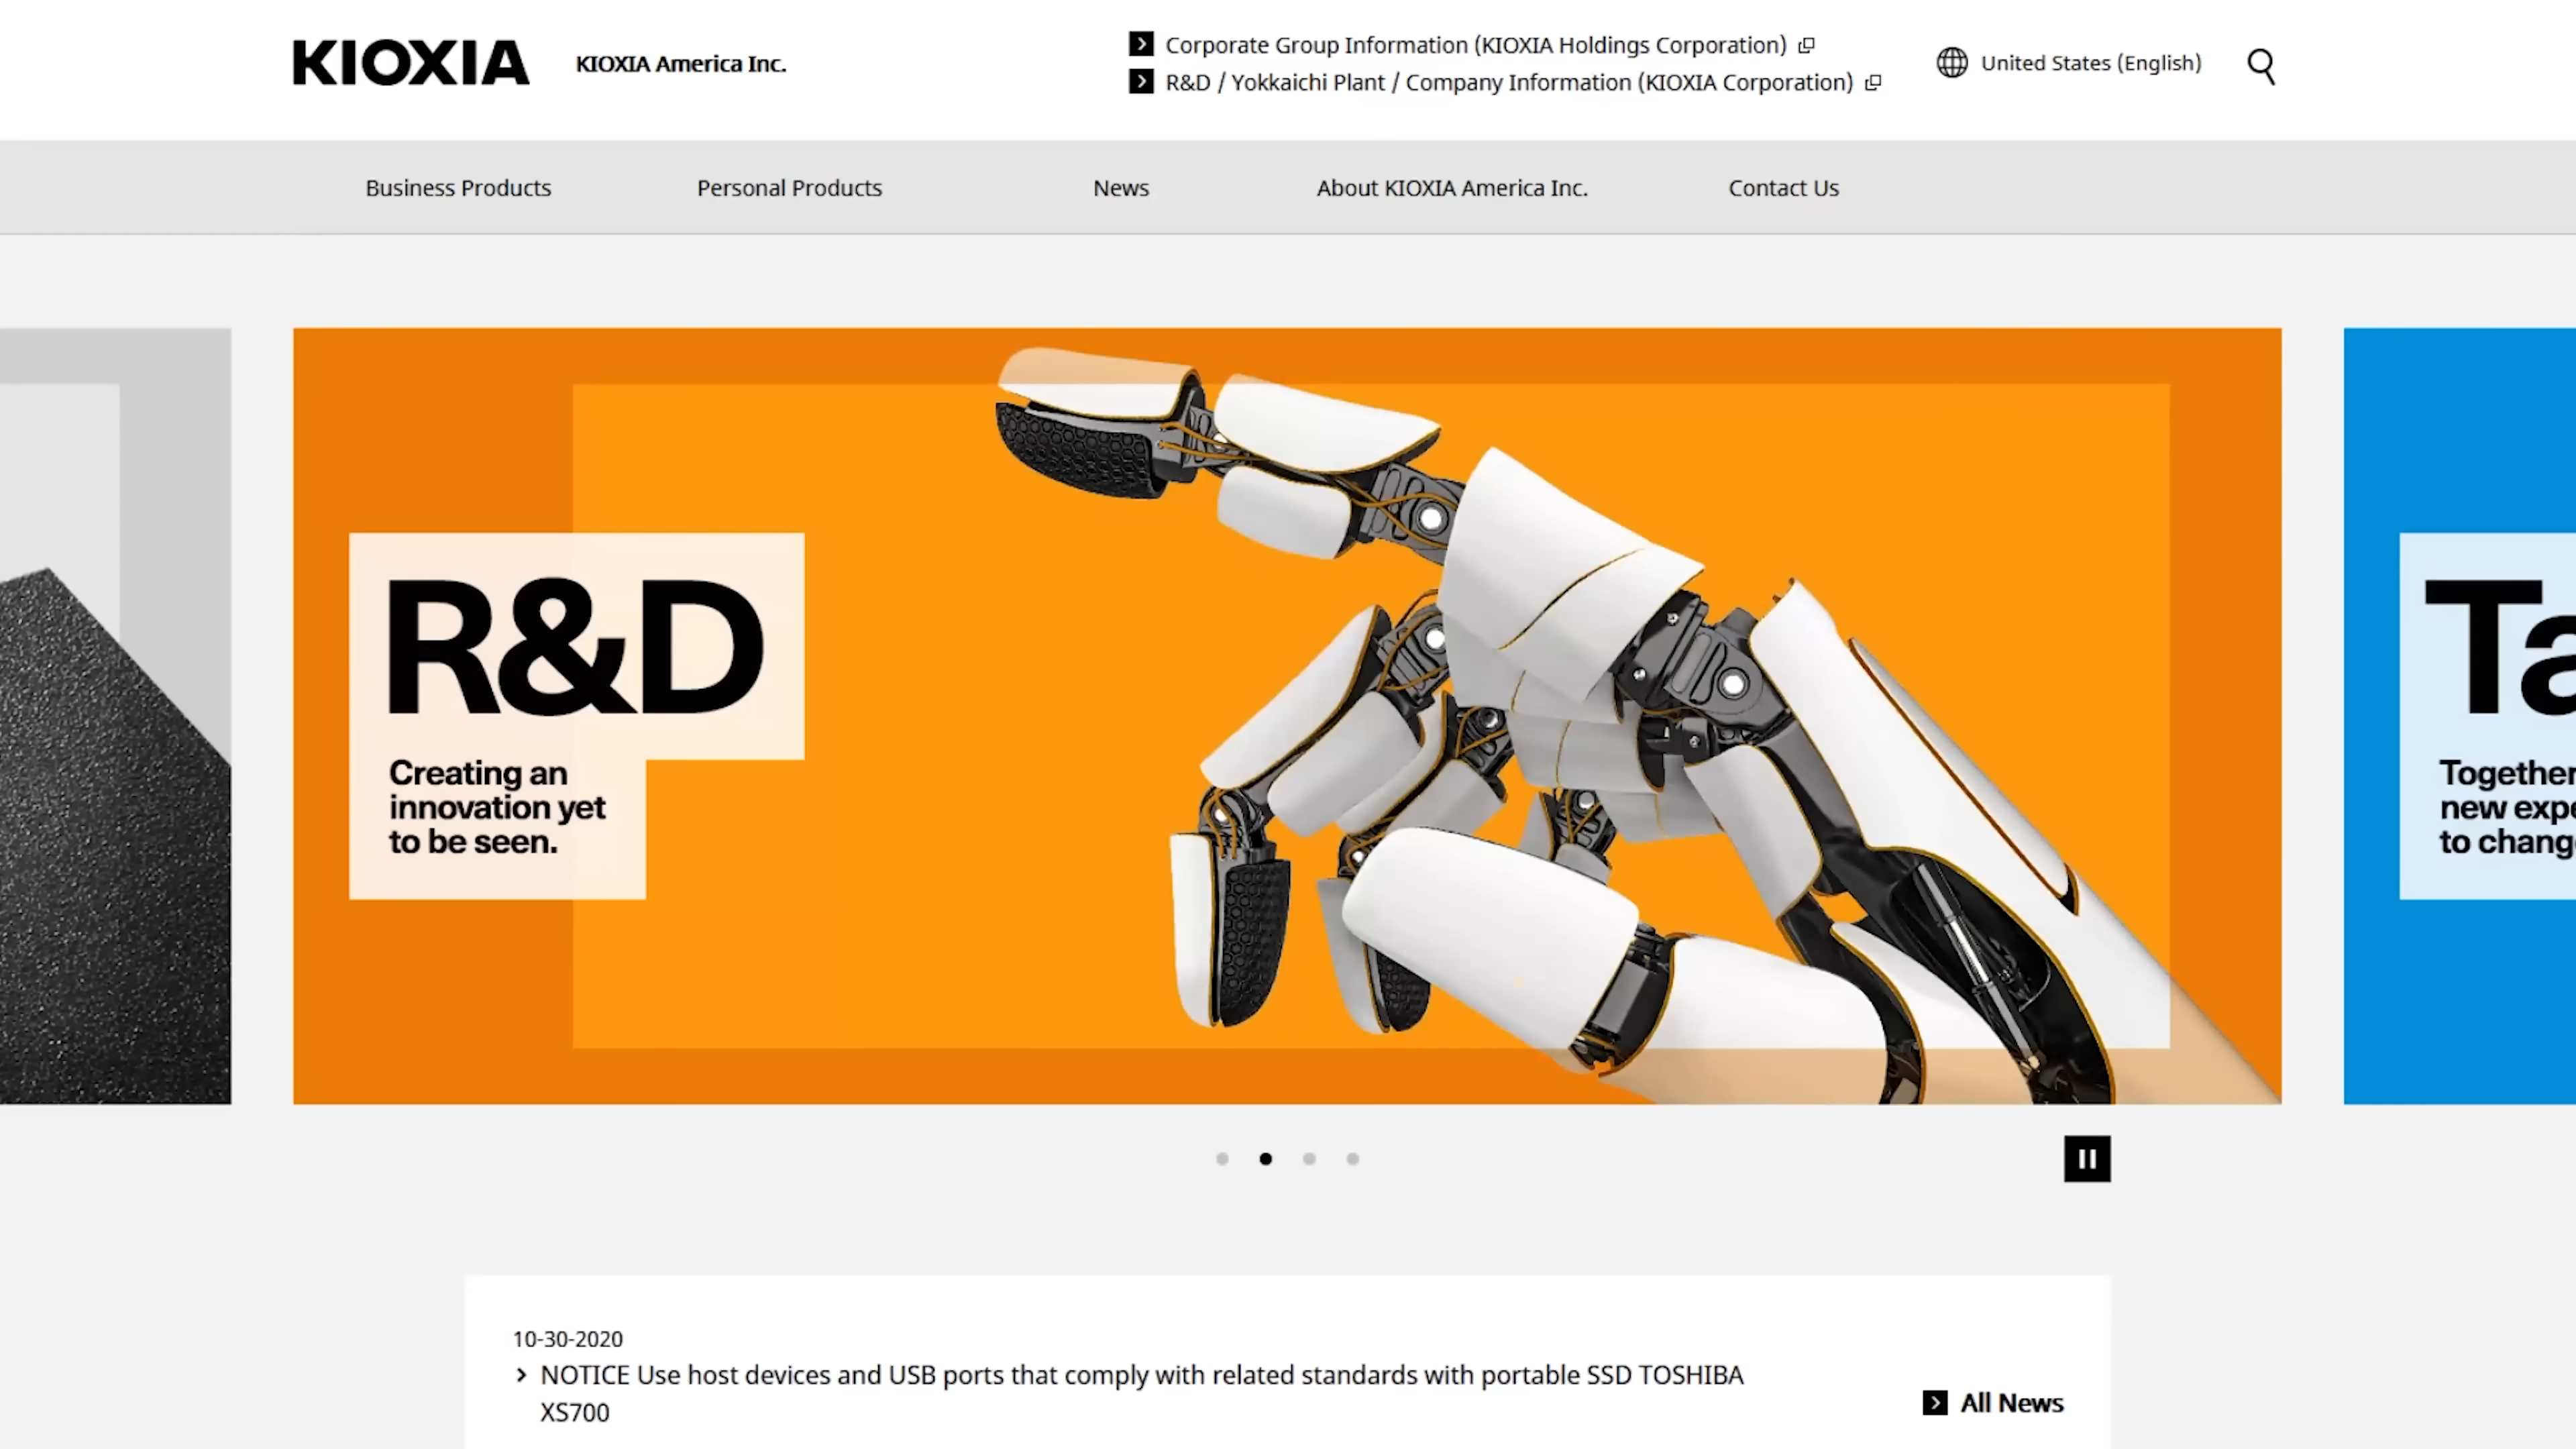 KIOXIA
KIOXIA America Inc.
Corporate Group Information (KIOXIA Holdings Corporation)
R&D / Yokkaichi Plant / Company Information (KIOXIA Corporation)
United States (English)
Business Products
Personal Products
News
About KIOXIA America Inc.
Contact Us
R&D
Creating an
innovation yet
to be seen.
Ta
Together
new expe
to chang
10-30-2020
NOTICE Use host devices and USB ports that comply with related standards with portable SSD TOSHIBA
XS700
All News